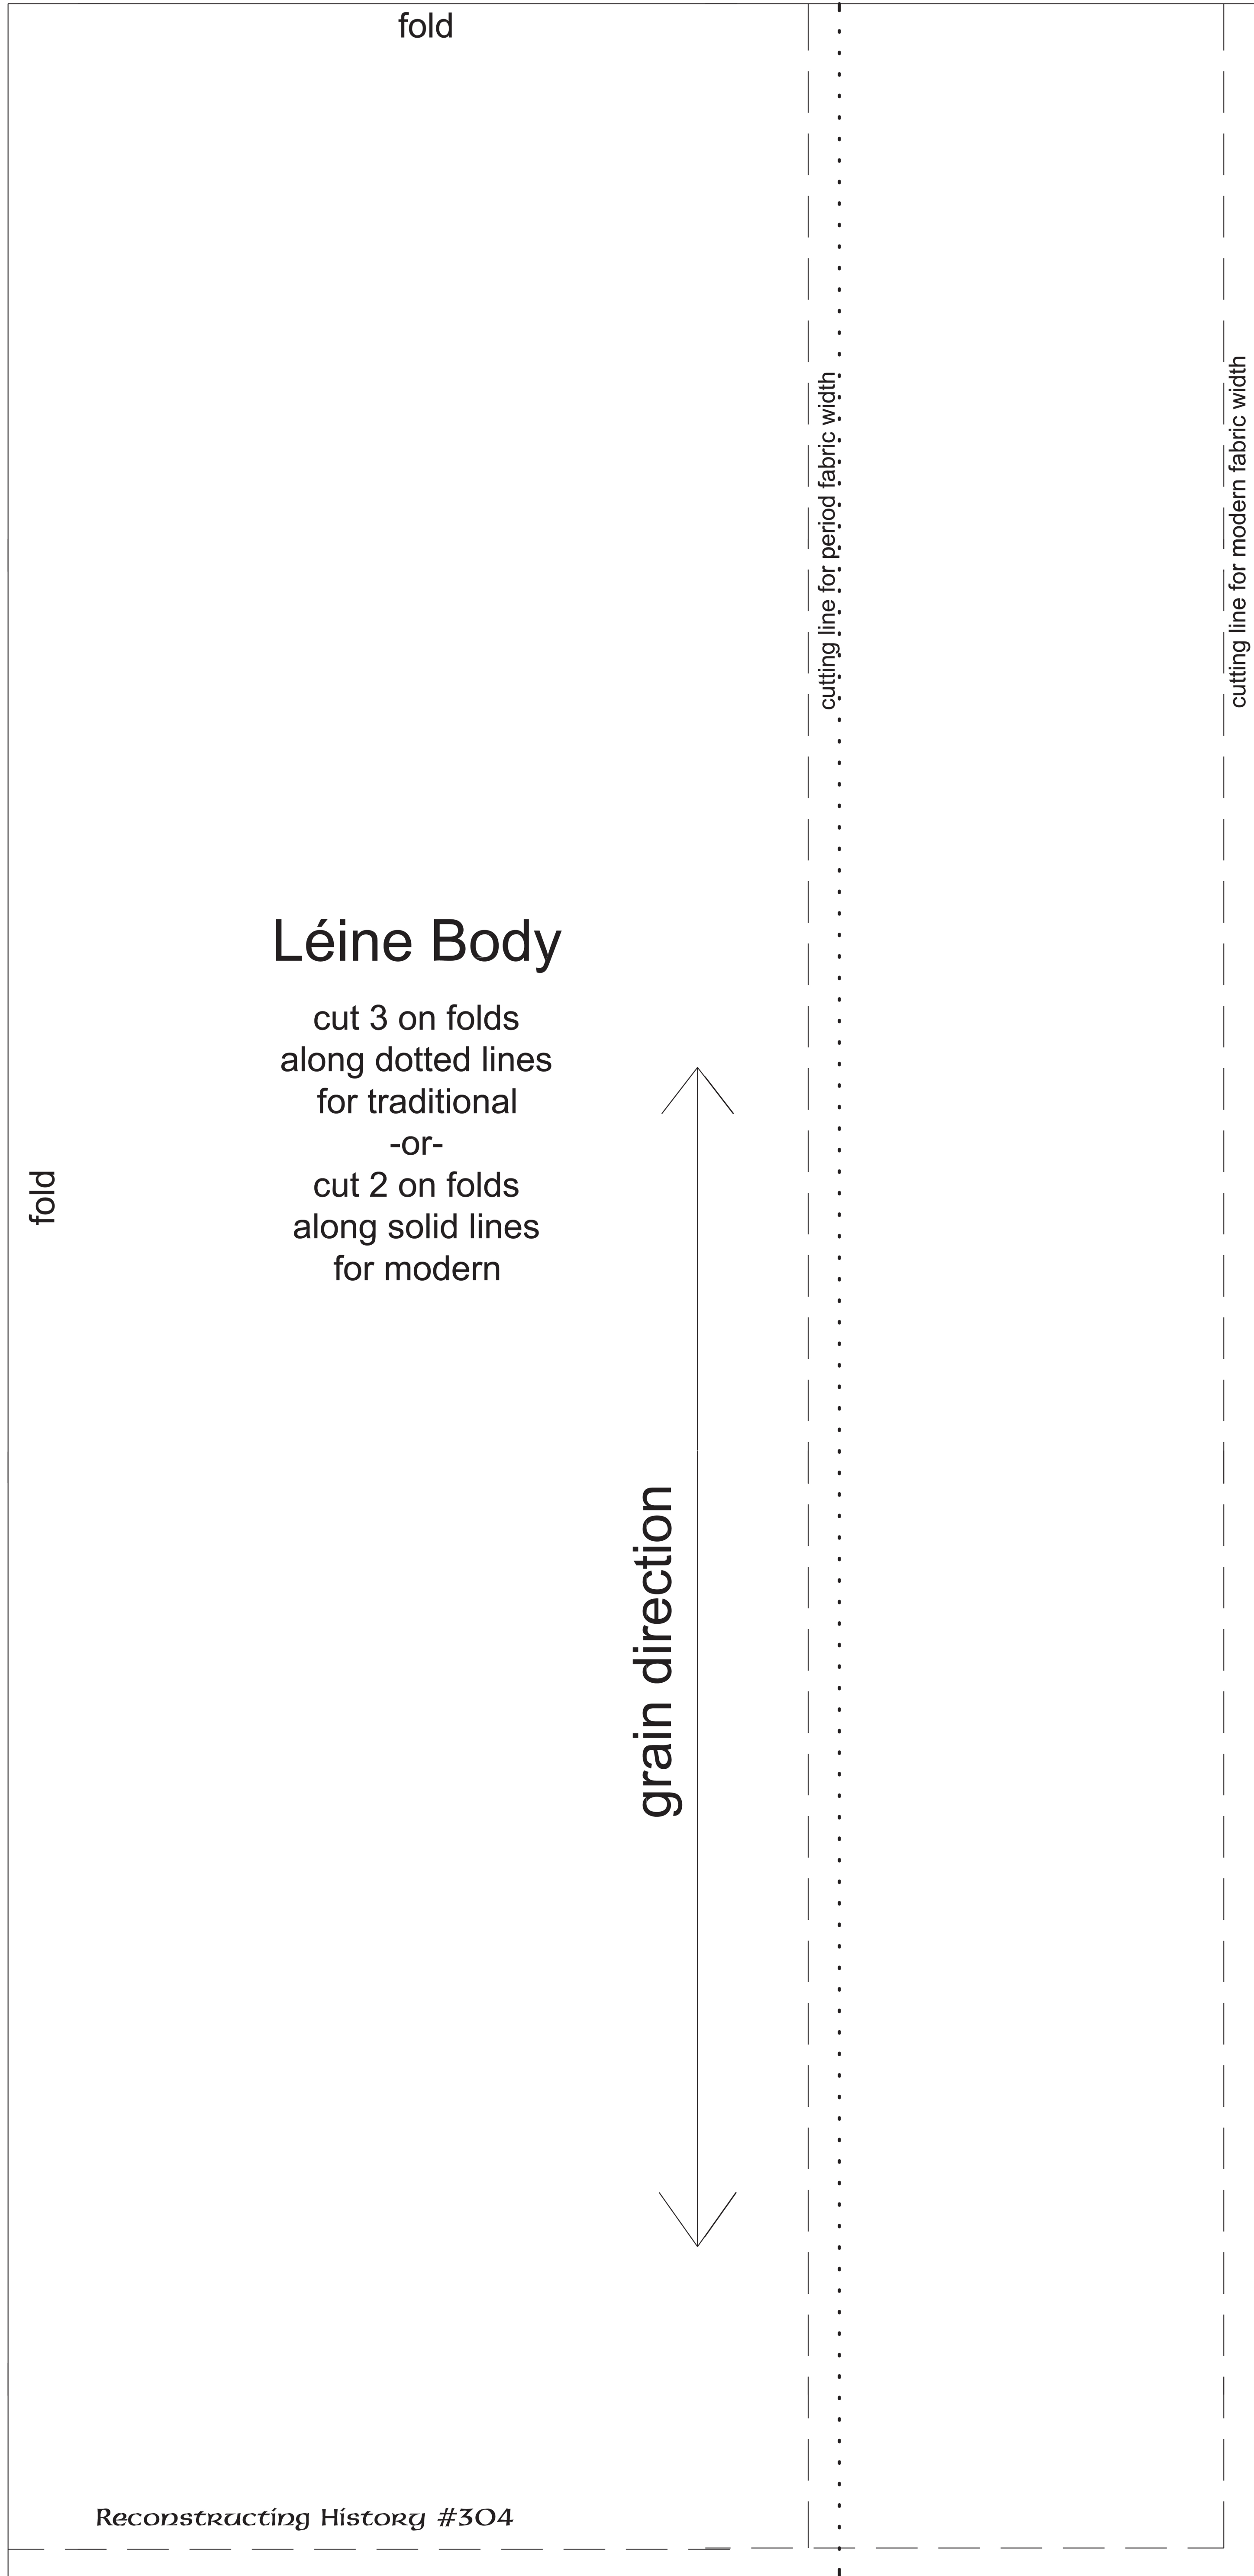 fold
cutting line for period fabric width
cutting line for modern fabric width
Léine Body
cut 3 on folds
along dotted lines
for traditional
-or-
cut 2 on folds
along solid lines
for modern
fold
grain direction
Reconstructing History #304